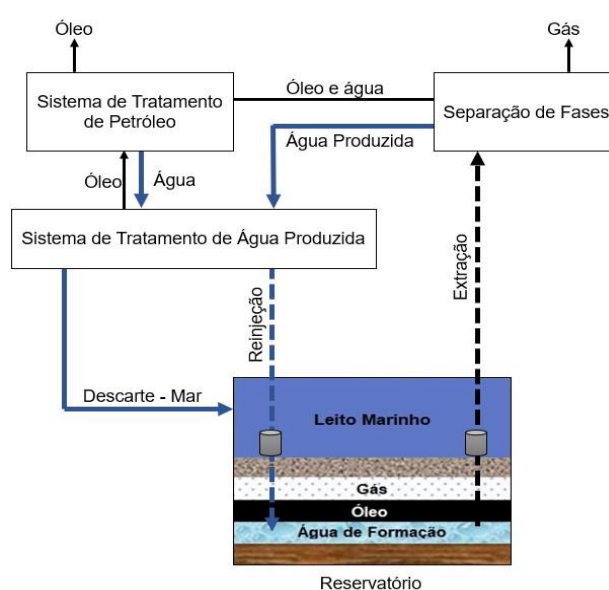 Óleo
Gás
Sistema de Tratamento
de Petróleo
Óleo e água
Separação de Fases
Água Produzida
Óleo
Água
Sistema de Tratamento de Água Produzida
Reinjeção
Extração
Descarte - Mar
Leito Marinho
Gás
Óleo
Água de Formação
Reservatório